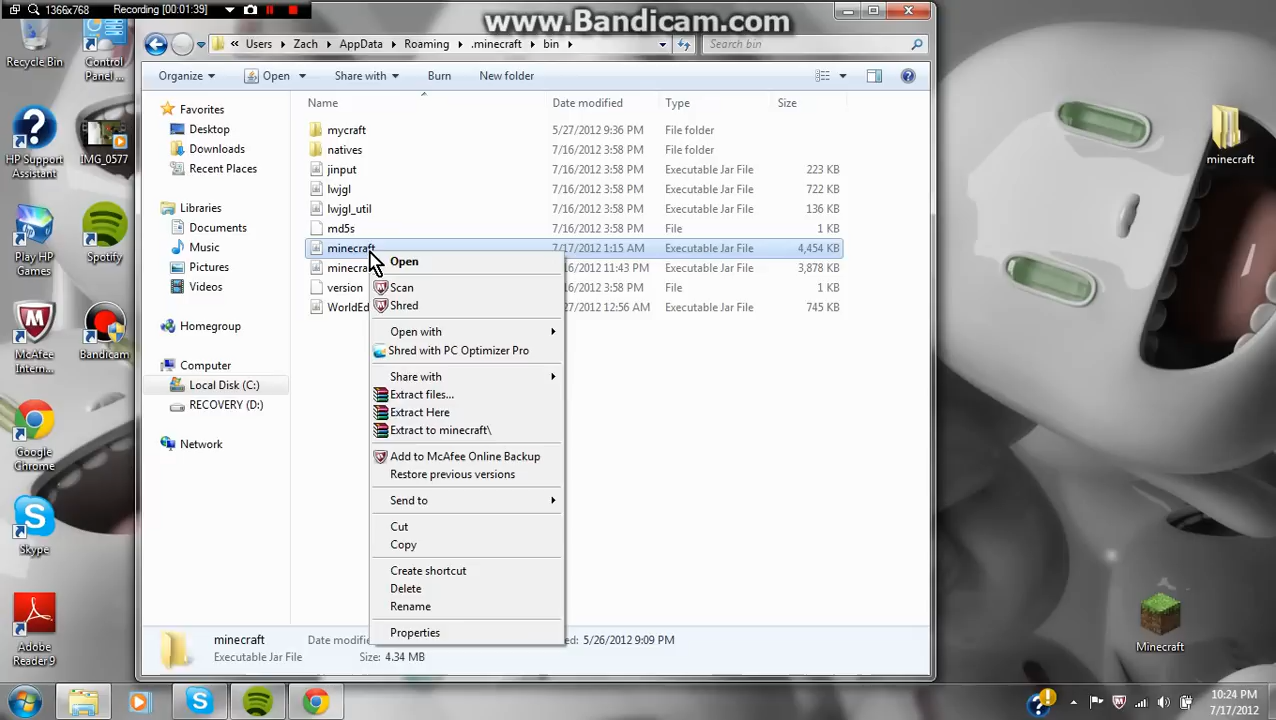 1366x768 Recording [00:01:39]
www.Bandicam.com
Users Zach AppData Roaming .minecraft bin
Search bin
Organize Open Share with Burn New folder
Name Date modified Type Size
Favorites
Desktop
Downloads
Recent Places
Libraries
Documents
Music
Pictures
Videos
Homegroup
Computer
Local Disk (C:)
RECOVERY (D:)
Network
mycraft 5/27/2012 9:36 PM File folder
natives 7/16/2012 3:58 PM File folder
jinput 7/16/2012 3:58 PM Executable Jar File 223 KB
lwjgl 7/16/2012 3:58 PM Executable Jar File 722 KB
lwjgl_util 7/16/2012 3:58 PM Executable Jar File 136 KB
md5s 7/16/2012 3:58 PM File 1 KB
minecraft 7/17/2012 1:15 AM Executable Jar File 4,454 KB
16/2012 11:43 PM Executable Jar File 3,878 KB
version 16/2012 3:58 PM File 1 KB
27/2012 12:56 AM Executable Jar File 745 KB
Open
Scan
Shred
Open with
Shred with PC Optimizer Pro
Share with
Extract files...
Extract Here
Extract to minecraft\
Add to McAfee Online Backup
Restore previous versions
Send to
Cut
Copy
Create shortcut
Delete
Rename
Properties
minecraft
Executable Jar File
Size: 4.34 MB
5/26/2012 9:09 PM
Recycle Bin
Control Panel ...
HP Support Assistant
IMG_0577
Play HP Games
Spotify
McAfee Intern...
Bandicam
Google Chrome
Skype
Adobe Reader 9
minecraft
Minecraft
10:24 PM
7/17/2012